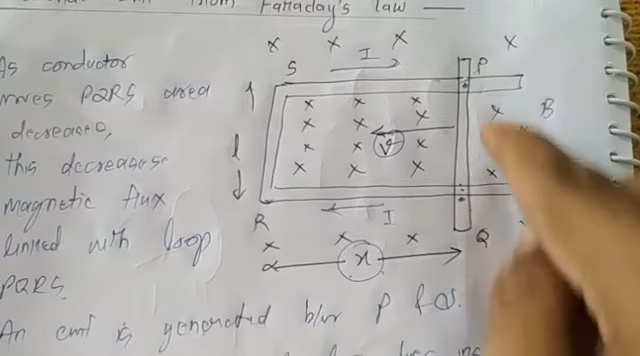 from Faraday's law
As conductor
moves PQRS area
decreases,
this decreases
magnetic flux
linked with loop
PQRS.
An emf is generated b/w P & Q.
S
I
P
l
v
B
R
I
Q
x